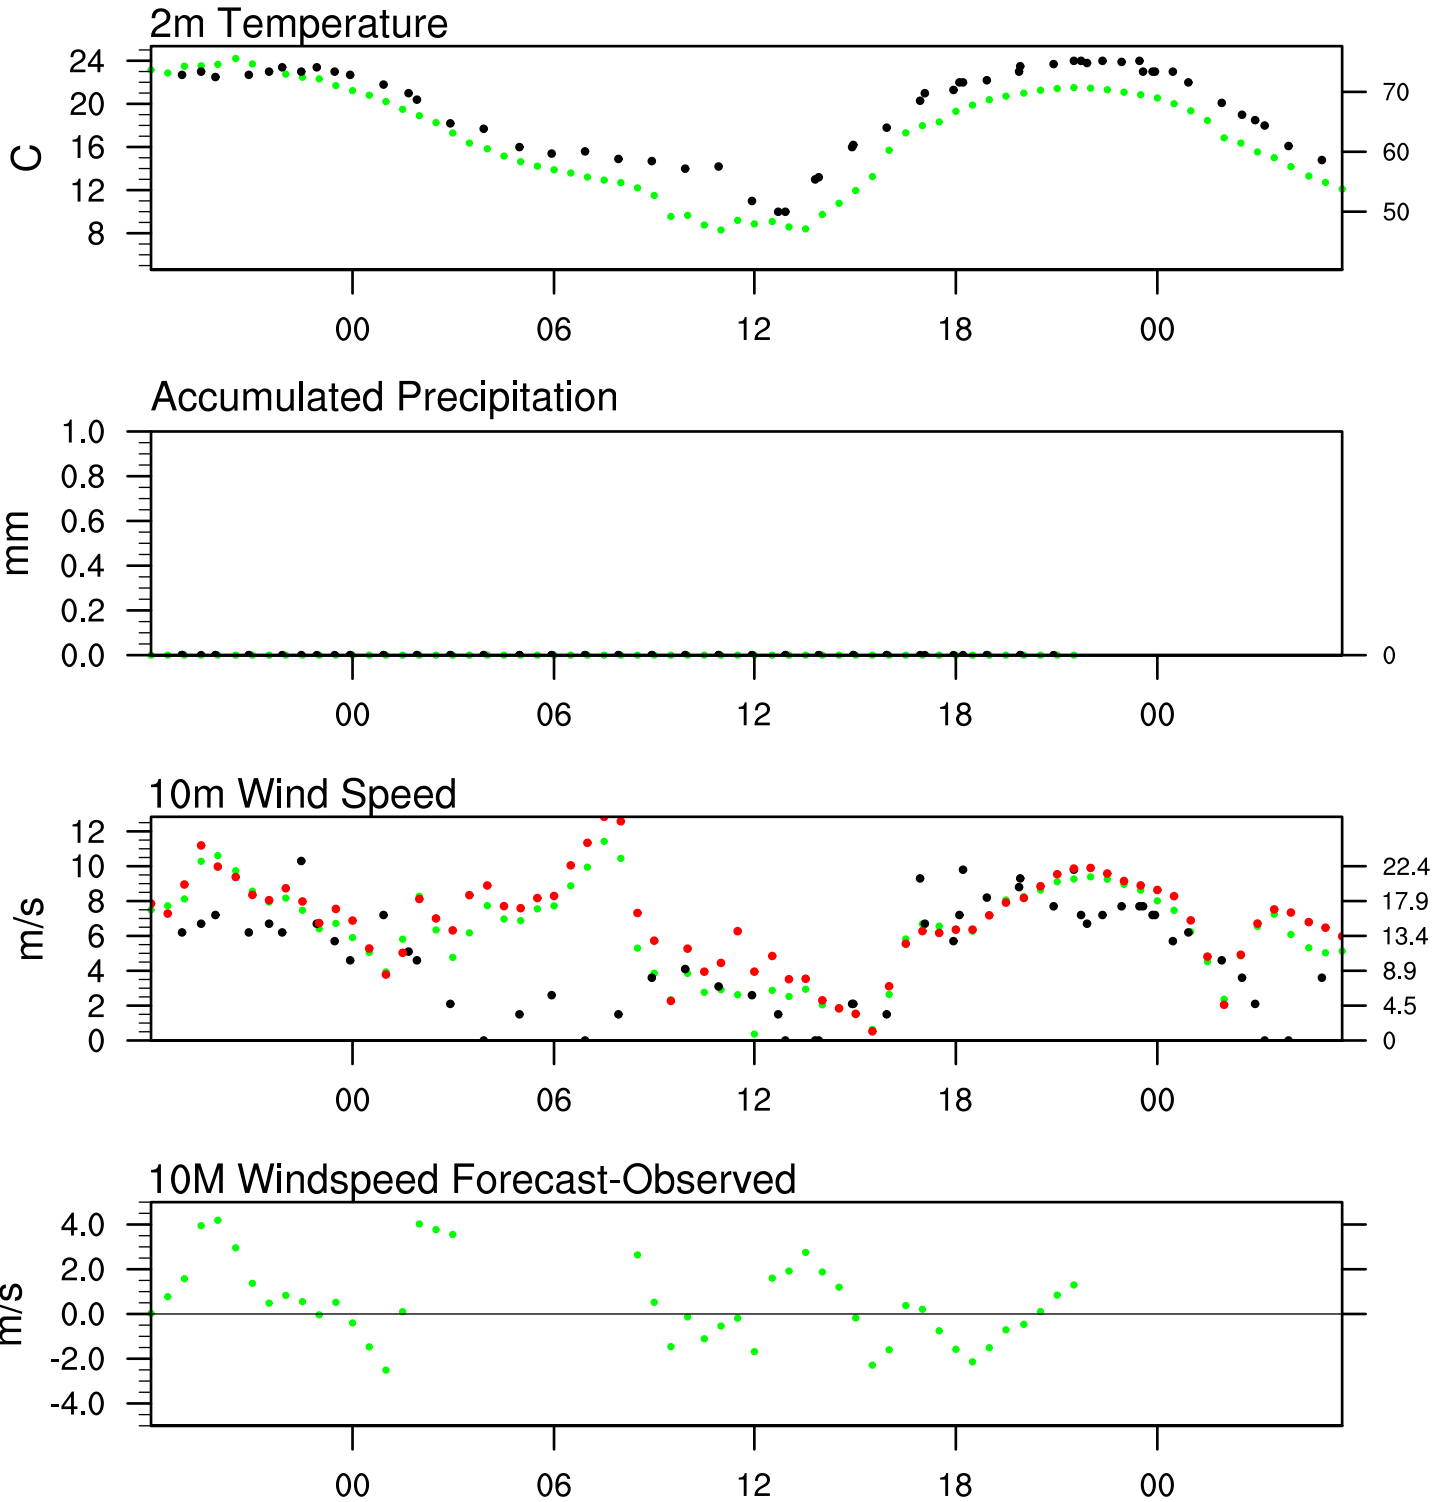 2m Temperature
24
20
16
12
8
C
70
60
50
00 06 12 18 00
Accumulated Precipitation
1.0
0.8
0.6
0.4
0.2
0.0
mm
0
00 06 12 18 00
10m Wind Speed
12
10
8
6
4
2
0
m/s
22.4
17.9
13.4
8.9
4.5
0
00 06 12 18 00
10M Windspeed Forecast-Observed
4.0
2.0
0.0
-2.0
-4.0
m/s
00 06 12 18 00